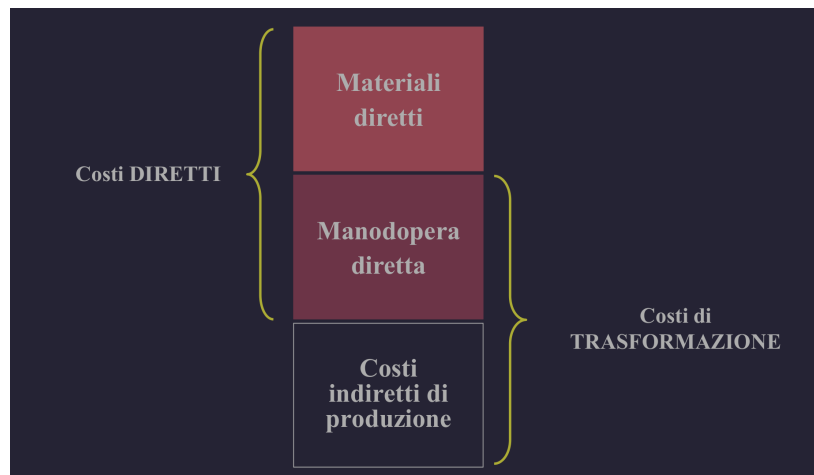 Materiali
diretti
Costi DIRETTI
Manodopera
diretta
Costi di
TRASFORMAZIONE
Costi
indiretti di
produzione